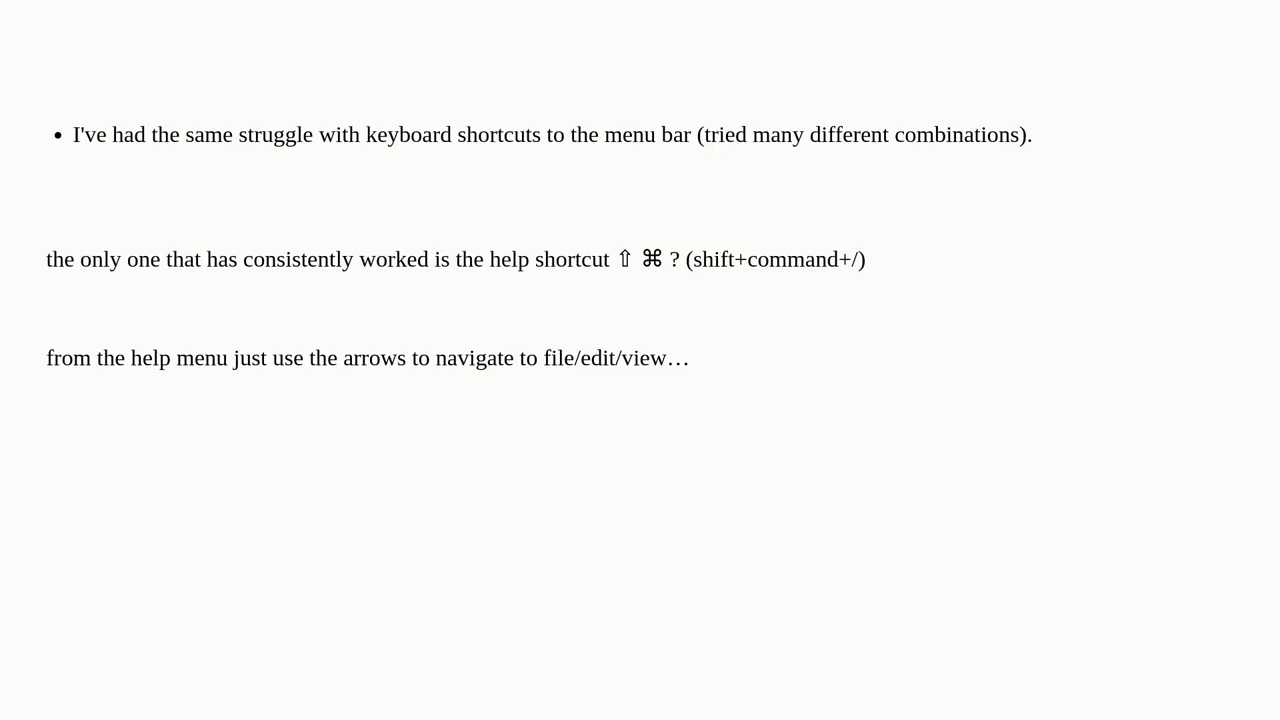 • I've had the same struggle with keyboard shortcuts to the menu bar (tried many different combinations).
the only one that has consistently worked is the help shortcut ⇧ ⌘ ? (shift+command+/)
from the help menu just use the arrows to navigate to file/edit/view…